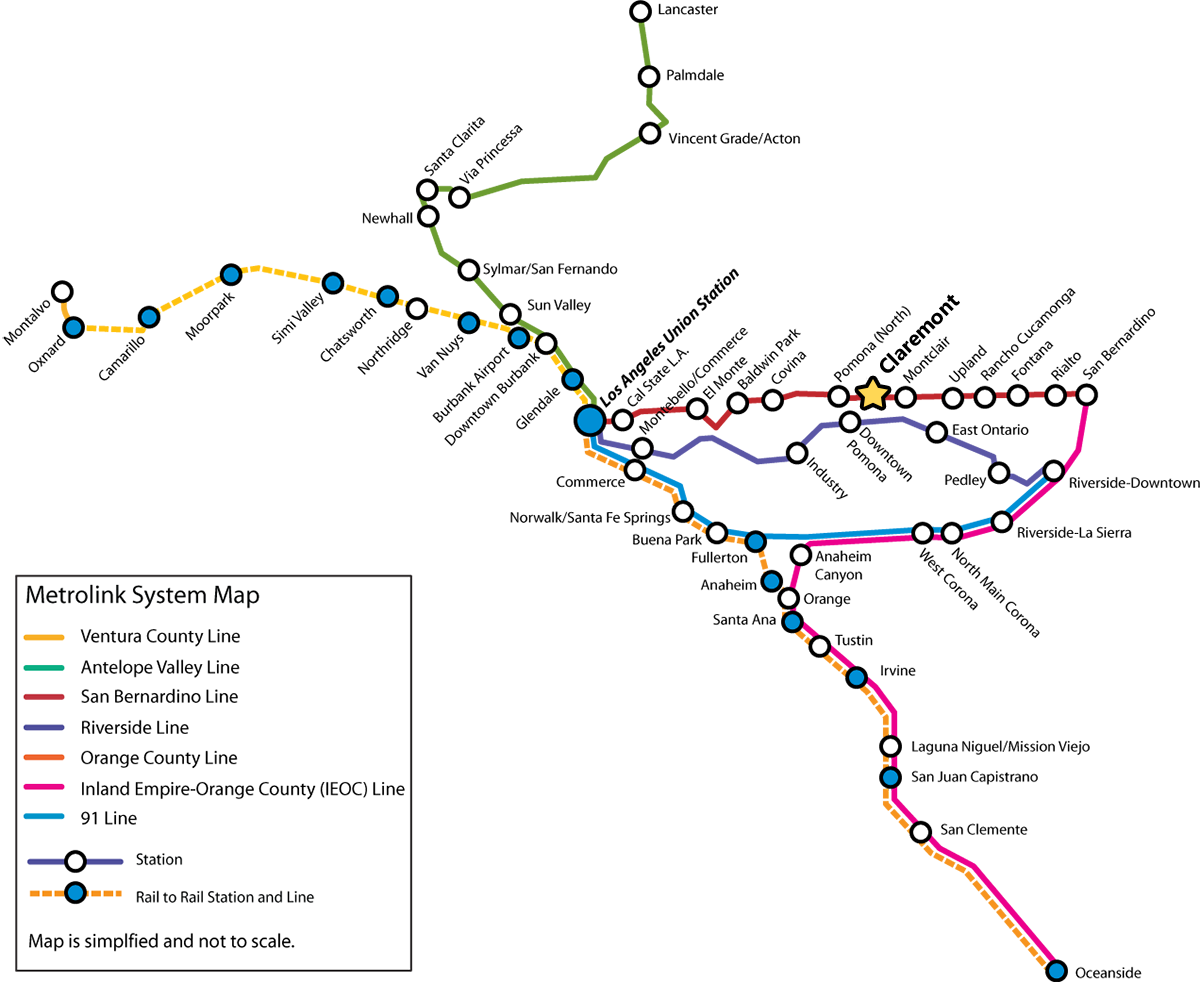 Lancaster
Palmdale
Vincent Grade/Acton
Santa Clarita
Via Princessa
Newhall
Sylmar/San Fernando
Sun Valley
Montalvo
Oxnard
Camarillo
Moorpark
Simi Valley
Chatsworth
Northridge
Van Nuys
Burbank Airport
Downtown Burbank
Glendale
Los Angeles Union Station
Cal State L.A.
Montebello/Commerce
El Monte
Baldwin Park
Covina
Pomona (North)
Claremont
Montclair
Upland
Rancho Cucamonga
Fontana
Rialto
San Bernardino
Industry
Downtown
Pomona
East Ontario
Pedley
Riverside-Downtown
Riverside-La Sierra
Commerce
Norwalk/Santa Fe Springs
Buena Park
Fullerton
Anaheim
Anaheim
Canyon
West Corona
North Main Corona
Orange
Santa Ana
Tustin
Irvine
Laguna Niguel/Mission Viejo
San Juan Capistrano
San Clemente
Oceanside
Metrolink System Map
Ventura County Line
Antelope Valley Line
San Bernardino Line
Riverside Line
Orange County Line
Inland Empire-Orange County (IEOC) Line
91 Line
Station
Rail to Rail Station and Line
Map is simplfied and not to scale.